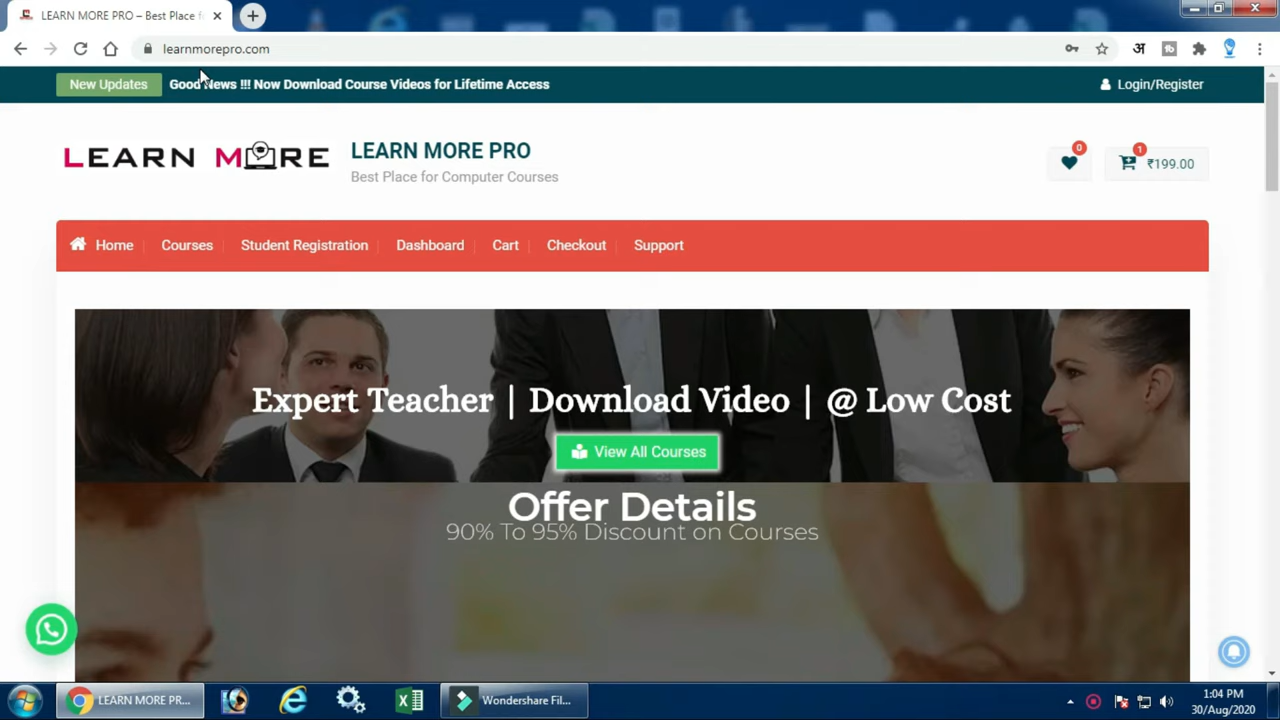 LEARN MORE PRO – Best Place f
learnmorepro.com
अ
New Updates
Good News !!! Now Download Course Videos for Lifetime Access
Login/Register
LEARN MORE
LEARN MORE PRO
Best Place for Computer Courses
0
1
₹199.00
Home
Courses
Student Registration
Dashboard
Cart
Checkout
Support
Expert Teacher | Download Video | @ Low Cost
View All Courses
Offer Details
90% To 95% Discount on Courses
LEARN MORE PR...
Wondershare Fil...
1:04 PM
30/Aug/2020